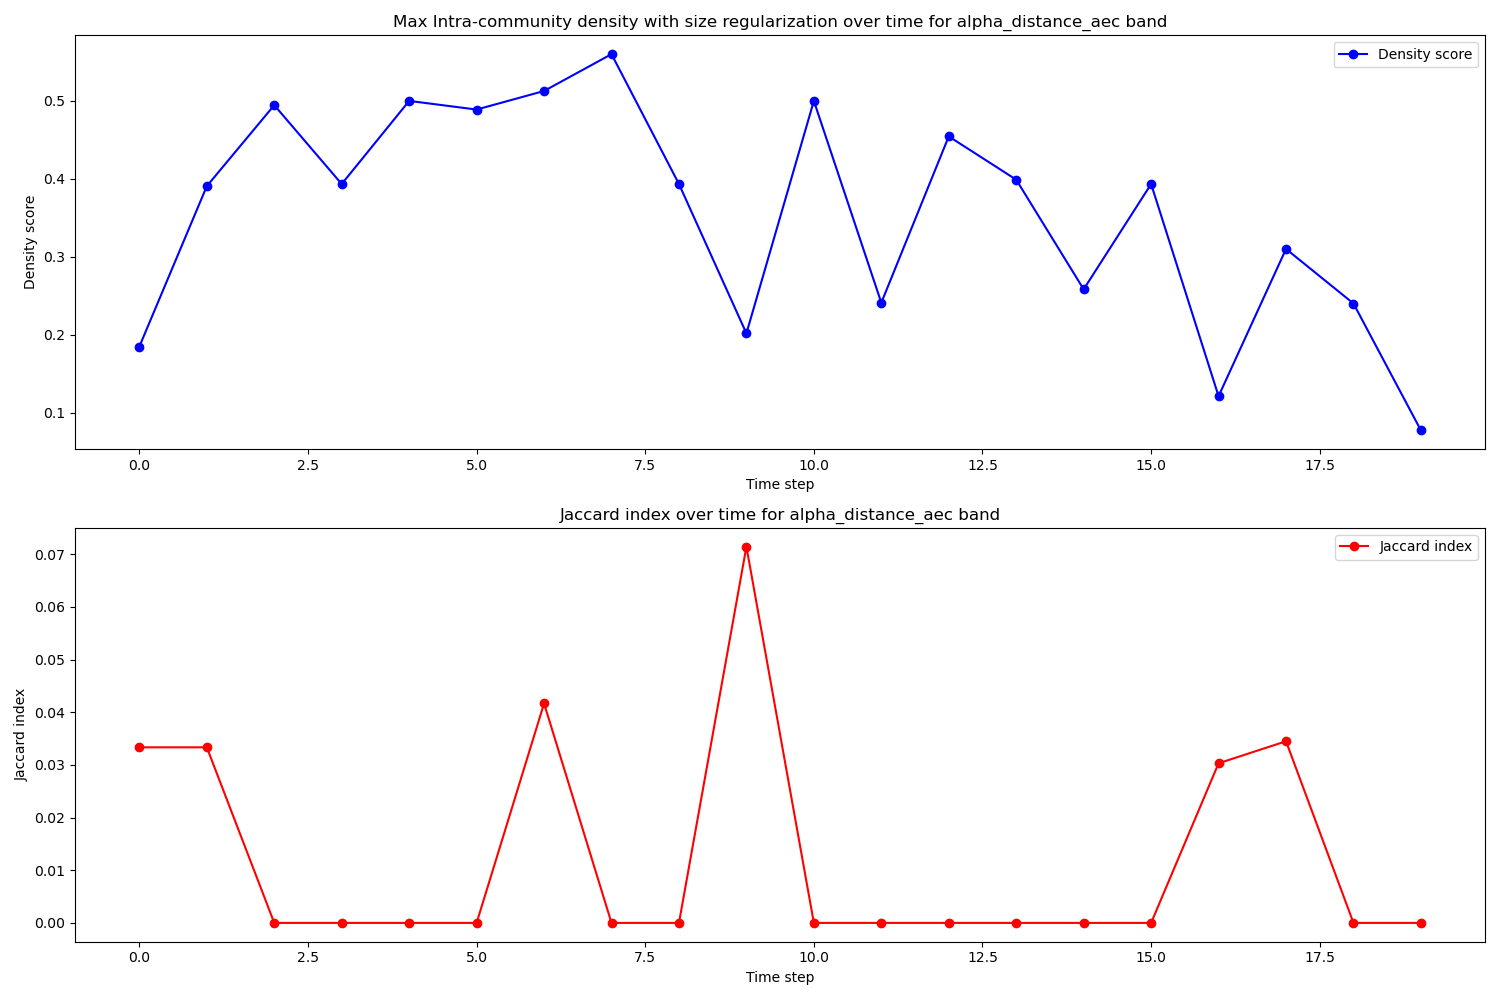 Max Intra-community density with size regularization over time for alpha_distance_aec band
Density score
Density score
0.5
0.4
0.3
0.2
0.1
0.0 2.5 5.0 7.5 10.0 12.5 15.0 17.5
Time step
Jaccard index over time for alpha_distance_aec band
Jaccard index
Jaccard index
0.07
0.06
0.05
0.04
0.03
0.02
0.01
0.00
0.0 2.5 5.0 7.5 10.0 12.5 15.0 17.5
Time step